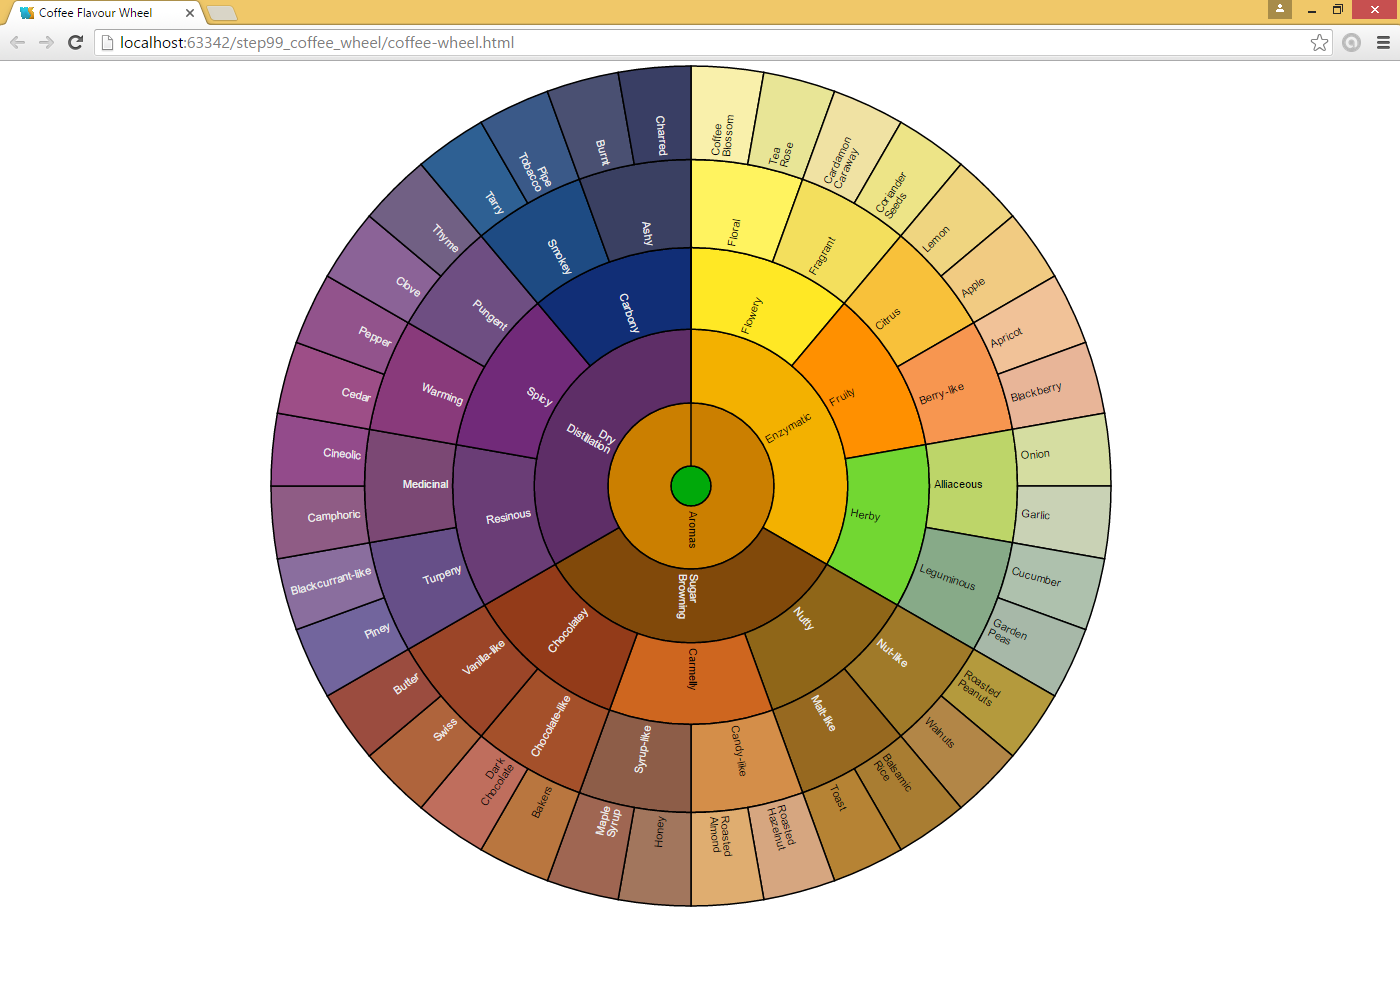 Coffee Flavour Wheel
localhost:63342/step99_coffee_wheel/coffee-wheel.html
Aromas
Enzymatic
Flowery
Floral
Coffee
Blossom
Tea
Rose
Fragrant
Cardamon
Caraway
Coriander
Seeds
Fruity
Citrus
Lemon
Apple
Berry-like
Apricot
Blackberry
Herby
Alliaceous
Onion
Garlic
Leguminous
Cucumber
Garden
Peas
Sugar
Browning
Nutty
Nut-like
Roasted
Peanuts
Walnuts
Malt-like
Balsamic
Rice
Toast
Carmelly
Candy-like
Roasted
Hazelnut
Roasted
Almond
Syrup-like
Honey
Maple
Syrup
Chocolatey
Chocolate-like
Bakers
Dark
Chocolate
Vanilla-like
Swiss
Butter
Dry
Distillation
Resinous
Turpeny
Piney
Blackcurrant-like
Medicinal
Camphoric
Cineolic
Spicy
Warming
Cedar
Pepper
Pungent
Clove
Thyme
Carbony
Smokey
Tarry
Pipe
Tobacco
Ashy
Burnt
Charred